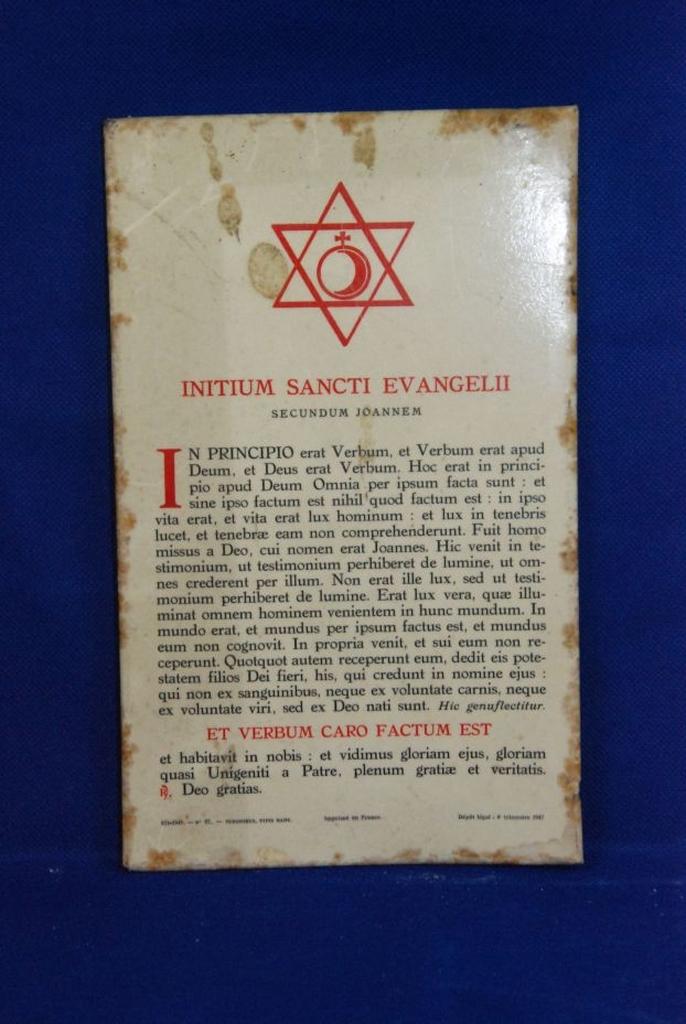 INITIUM SANCTI EVANGELII
SECUNDUM JOANNEM
IN PRINCIPIO erat Verbum, et Verbum erat apud
Deum, et Deus erat Verbum. Hoc erat in princi-
pio apud Deum Omnia per ipsum facta sunt : et
sine ipso factum est nihil quod factum est : in ipso
vita erat, et vita erat lux hominum : et lux in tenebris
lucet, et tenebræ eam non comprehenderunt. Fuit homo
missus a Deo, cui nomen erat Joannes. Hic venit in te-
stimonium, ut testimonium perhiberet de lumine, ut om-
nes crederent per illum. Non erat ille lux, sed ut testi-
monium perhiberet de lumine. Erat lux vera, quæ illu-
minat omnem hominem venientem in hunc mundum. In
mundo erat, et mundus per ipsum factus est, et mundus
eum non cognovit. In propria venit, et sui eum non re-
ceperunt. Quotquot autem receperunt eum, dedit eis pote-
statem filios Dei fieri, his, qui credunt in nomine ejus :
qui non ex sanguinibus, neque ex voluntate carnis, neque
ex voluntate viri, sed ex Deo nati sunt. Hic genuflectitur.
ET VERBUM CARO FACTUM EST
et habitavit in nobis : et vidimus gloriam ejus, gloriam
quasi Unigeniti a Patre, plenum gratiæ et veritatis.
℟. Deo gratias.
Imprimé en France. Dépôt légal : trimestre 1947